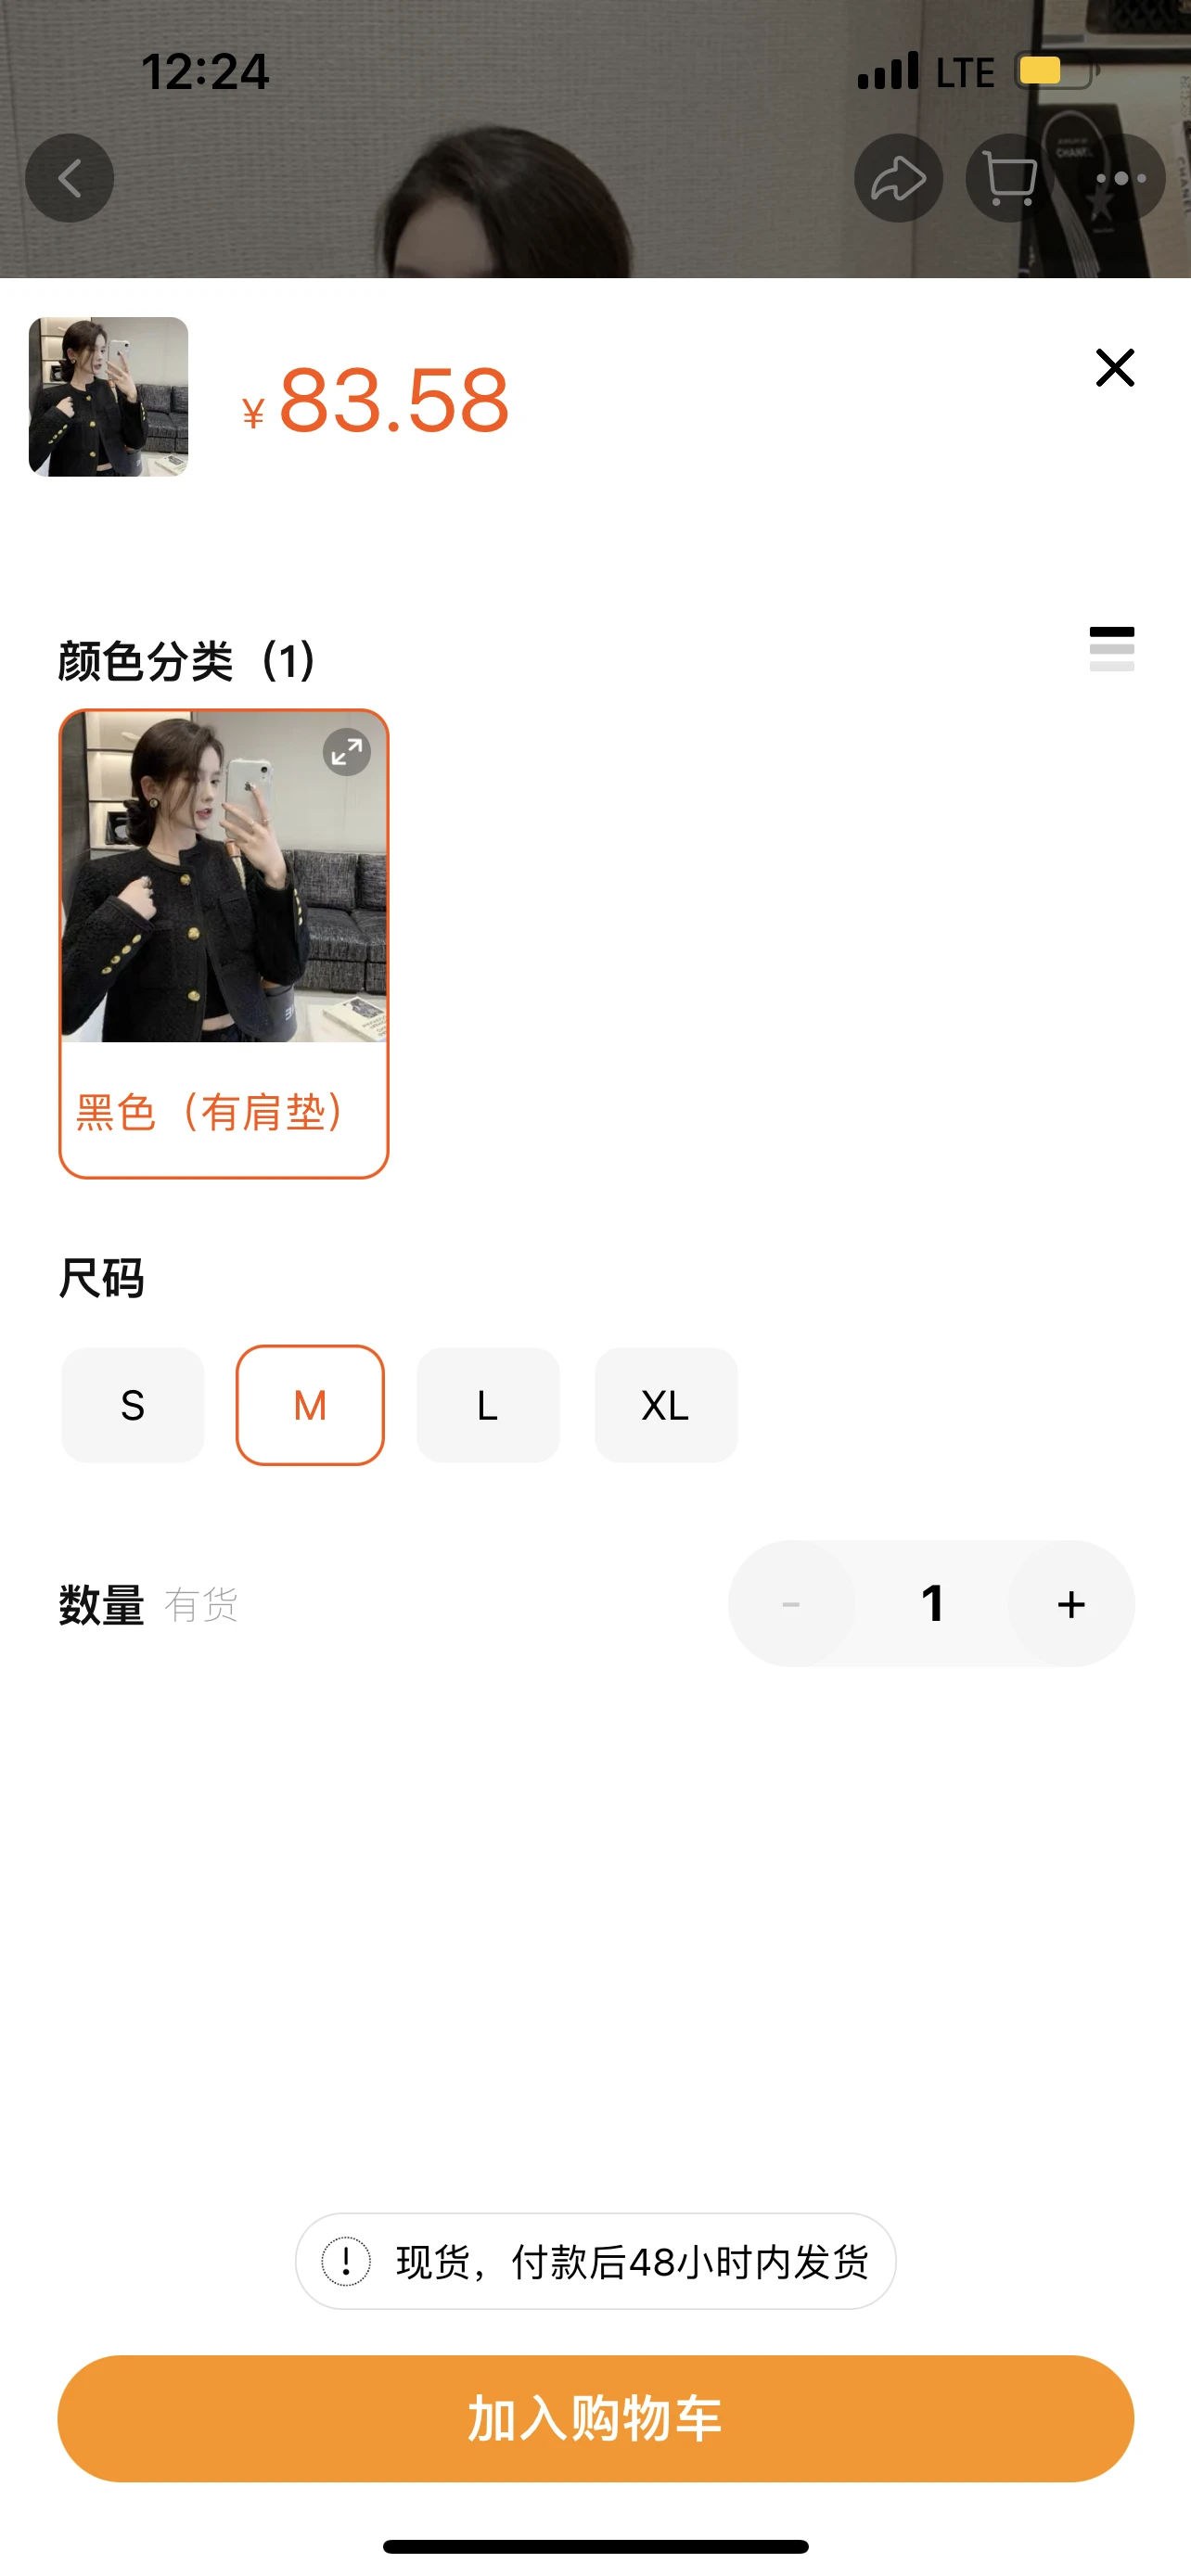 12:24
LTE
CHANEL
¥83.58
颜色分类（1）
黑色（有肩垫）
尺码
S
M
L
XL
数量 有货
- 1 +
现货，付款后48小时内发货
加入购物车